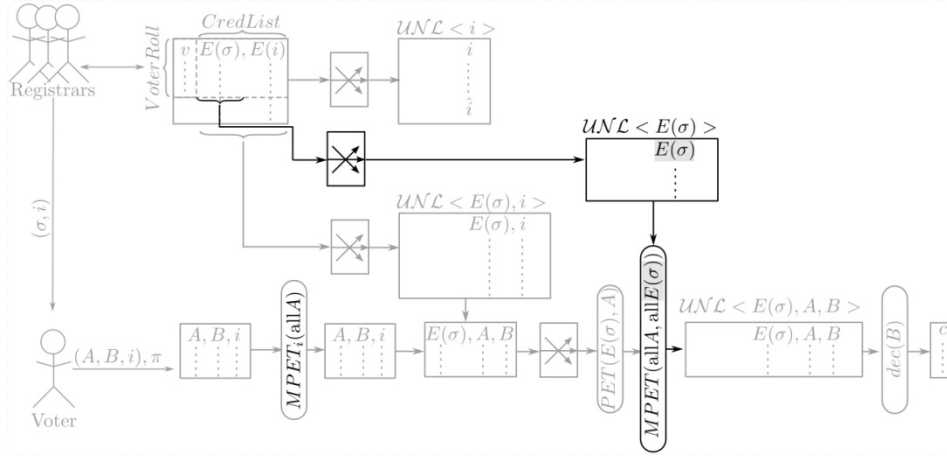 CredList
UNL < i >
VoterRoll
v E(σ), E(i)
i
î
Registrars
UNL < E(σ) >
E(σ)
(σ, i)
UNL < E(σ), i >
E(σ), i
(A, B, i), π
Voter
A, B, i
MPET_i(allA)
A, B, i
E(σ), A, B
PET(E(σ), A)
MPET(allA, allE(σ))
UNL < E(σ), A, B >
E(σ), A, B
dec(B)
c